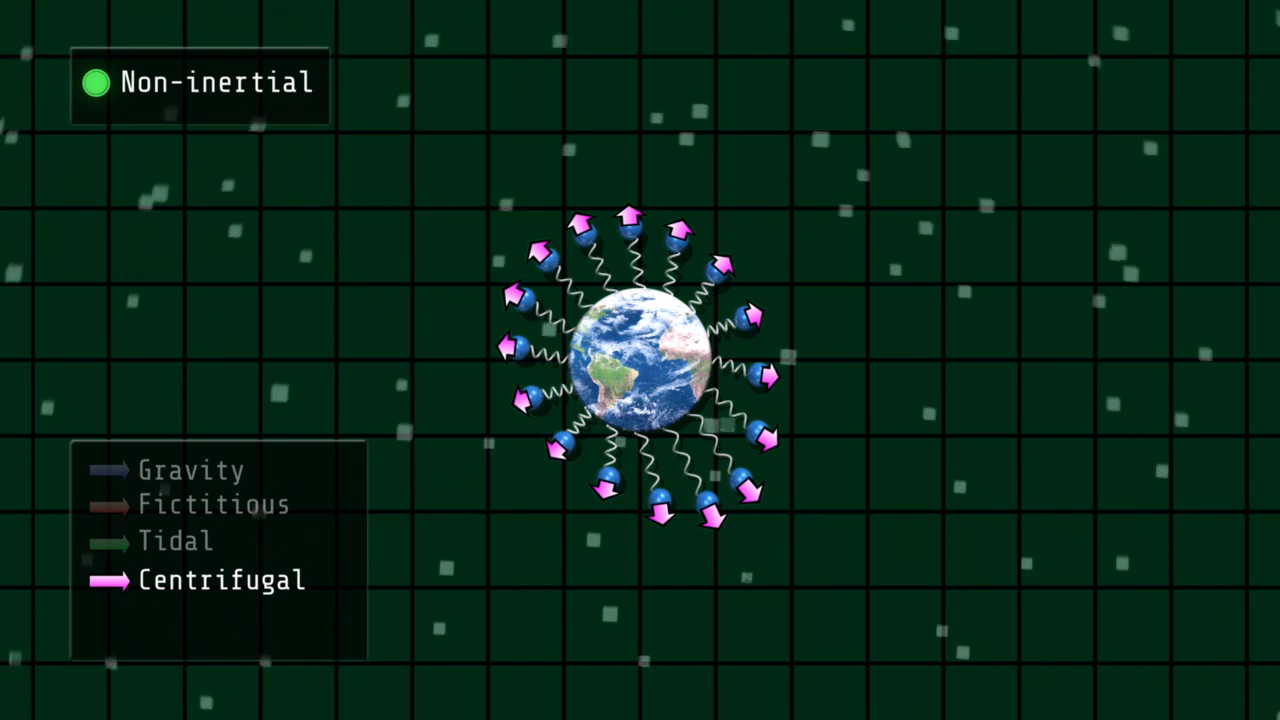 Non-inertial
Gravity
Fictitious
Tidal
Centrifugal